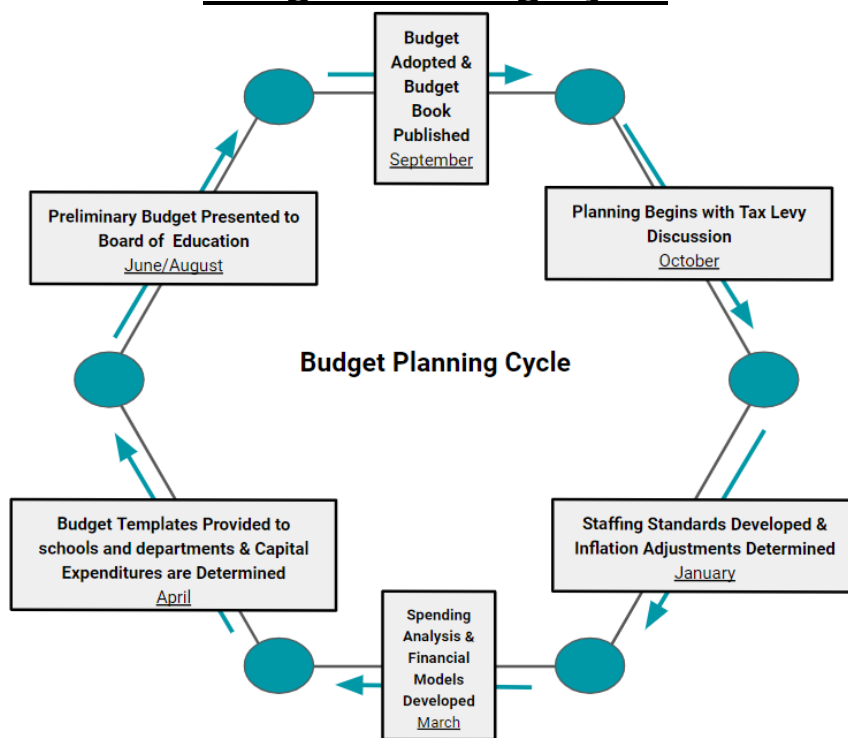 Budget
Adopted &
Budget
Book
Published
September
Planning Begins with Tax Levy
Discussion
October
Preliminary Budget Presented to
Board of Education
June/August
Budget Planning Cycle
Staffing Standards Developed &
Inflation Adjustments Determined
January
Budget Templates Provided to
schools and departments & Capital
Expenditures are Determined
April
Spending
Analysis &
Financial
Models
Developed
March